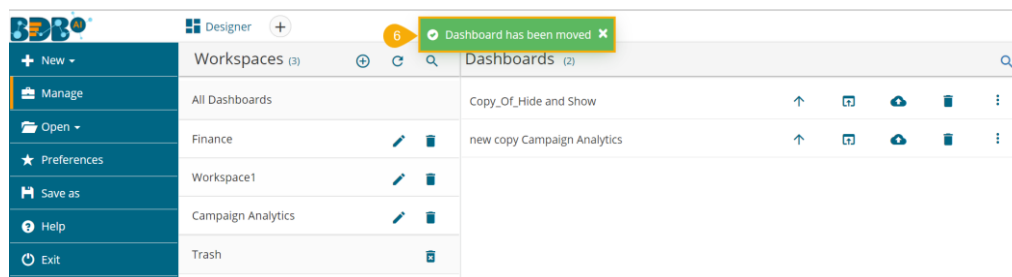 BDB AI
Designer
6
Dashboard has been moved
New
Manage
Open
Preferences
Save as
Help
Exit
Workspaces (3)
All Dashboards
Finance
Workspace1
Campaign Analytics
Trash
Dashboards (2)
Copy_Of_Hide and Show
new copy Campaign Analytics